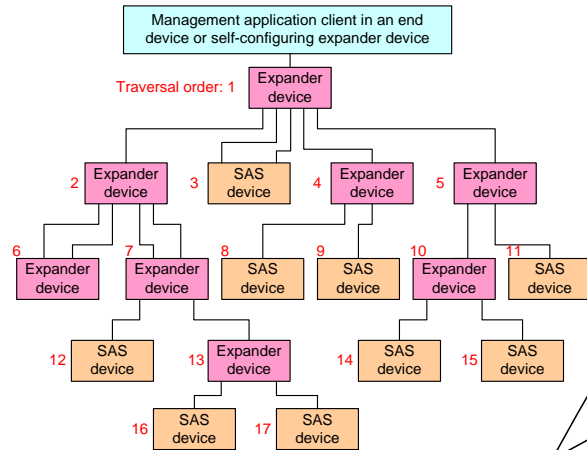 Management application client in an end
device or self-configuring expander device
Traversal order: 1
Expander
device
2
Expander
device
3
SAS
device
4
Expander
device
5
Expander
device
6
Expander
device
7
Expander
device
8
SAS
device
9
SAS
device
10
Expander
device
11
SAS
device
12
SAS
device
13
Expander
device
14
SAS
device
15
SAS
device
16
SAS
device
17
SAS
device